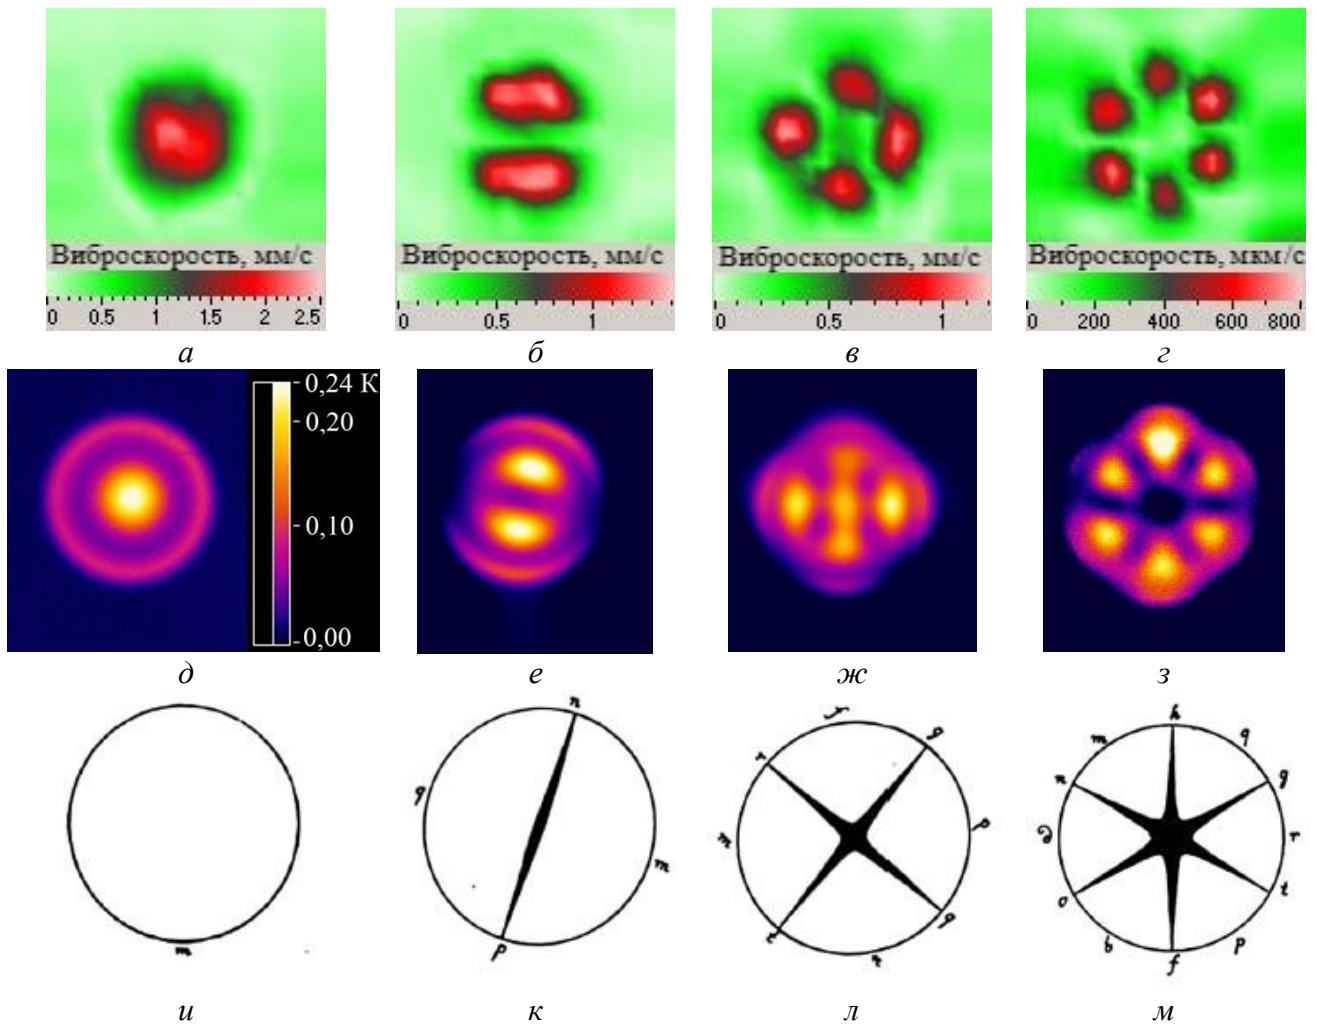 Виброскорость, мм/с
0 0.5 1 1.5 2 2.5
Виброскорость, мм/с
0 0.5 1
Виброскорость, мм/с
0 0.5 1
Виброскорость, мкм/с
0 200 400 600 800
а б в г
0,24 К
0,20
0,10
0,00
д е ж з
m
n
q
m
p
m
h
m
q
n
g
r
o
t
b
p
f
и к л м